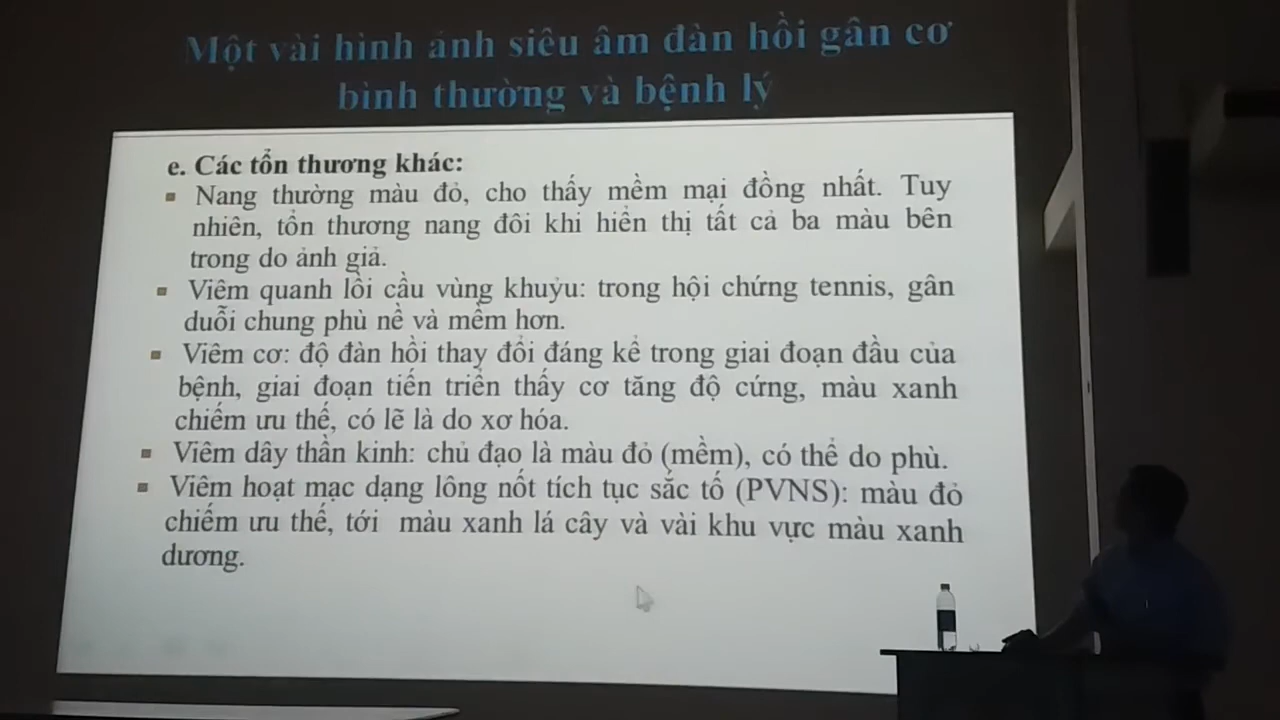 Một vài hình ảnh siêu âm đàn hồi gân cơ
bình thường và bệnh lý
e. Các tổn thương khác:
▪ Nang thường màu đỏ, cho thấy mềm mại đồng nhất. Tuy
nhiên, tổn thương nang đôi khi hiển thị tất cả ba màu bên
trong do ảnh giả.
▪ Viêm quanh lồi cầu vùng khuỷu: trong hội chứng tennis, gân
duỗi chung phù nề và mềm hơn.
▪ Viêm cơ: độ đàn hồi thay đổi đáng kể trong giai đoạn đầu của
bệnh, giai đoạn tiến triển thấy cơ tăng độ cứng, màu xanh
chiếm ưu thế, có lẽ là do xơ hóa.
▪ Viêm dây thần kinh: chủ đạo là màu đỏ (mềm), có thể do phù.
▪ Viêm hoạt mạc dạng lông nốt tích tục sắc tố (PVNS): màu đỏ
chiếm ưu thế, tới màu xanh lá cây và vài khu vực màu xanh
dương.